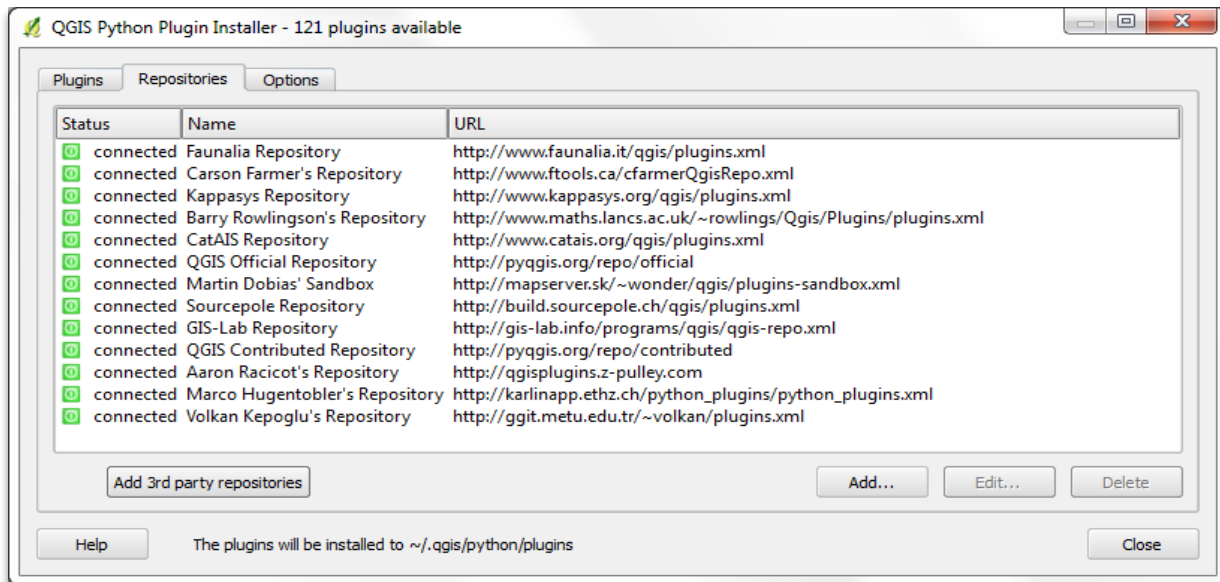 QGIS Python Plugin Installer - 121 plugins available
Plugins Repositories Options
Status Name URL
connected Faunalia Repository http://www.faunalia.it/qgis/plugins.xml
connected Carson Farmer's Repository http://www.ftools.ca/cfarmerQgisRepo.xml
connected Kappasys Repository http://www.kappasys.org/qgis/plugins.xml
connected Barry Rowlingson's Repository http://www.maths.lancs.ac.uk/~rowlings/Qgis/Plugins/plugins.xml
connected CatAIS Repository http://www.catais.org/qgis/plugins.xml
connected QGIS Official Repository http://pyqgis.org/repo/official
connected Martin Dobias' Sandbox http://mapserver.sk/~wonder/qgis/plugins-sandbox.xml
connected Sourcepole Repository http://build.sourcepole.ch/qgis/plugins.xml
connected GIS-Lab Repository http://gis-lab.info/programs/qgis/qgis-repo.xml
connected QGIS Contributed Repository http://pyqgis.org/repo/contributed
connected Aaron Racicot's Repository http://qgisplugins.z-pulley.com
connected Marco Hugentobler's Repository http://karlinapp.ethz.ch/python_plugins/python_plugins.xml
connected Volkan Kepoglu's Repository http://ggit.metu.edu.tr/~volkan/plugins.xml
Add 3rd party repositories Add... Edit... Delete
Help The plugins will be installed to ~/.qgis/python/plugins Close